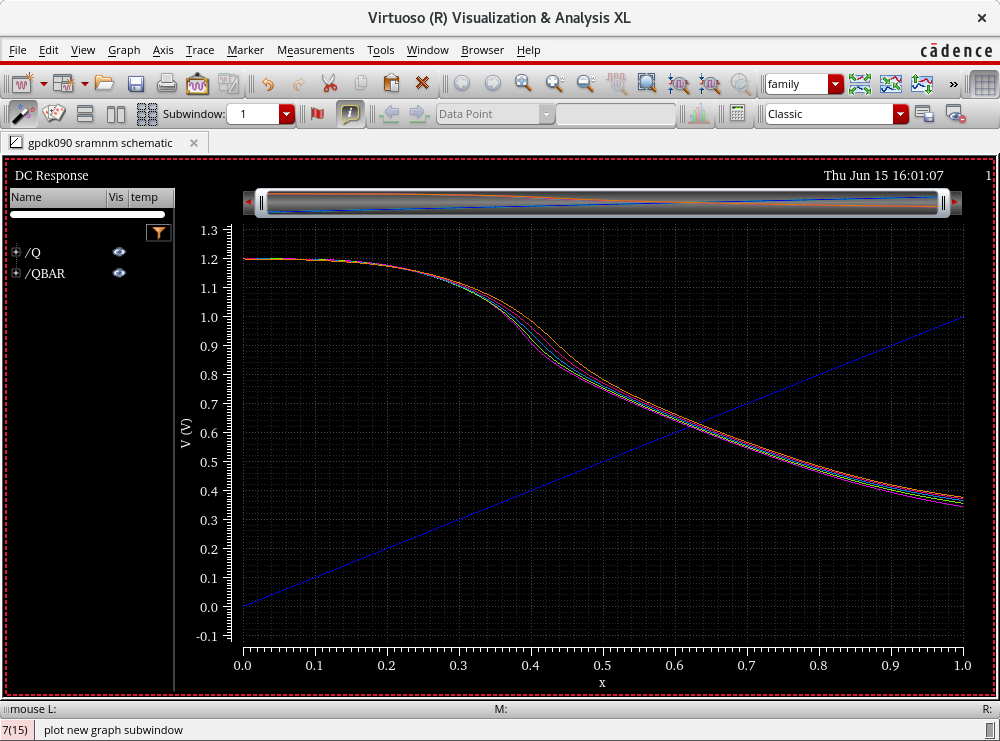 Virtuoso (R) Visualization & Analysis XL
File Edit View Graph Axis Trace Marker Measurements Tools Window Browser Help
cādence
family
»
Subwindow: 1
Data Point
Classic
gpdk090 sramnm schematic
DC Response
Thu Jun 15 16:01:07
1
Name Vis temp
/Q
/QBAR
1.3
1.2
1.1
1.0
0.9
0.8
0.7
0.6
0.5
0.4
0.3
0.2
0.1
0.0
-0.1
V (V)
0.0 0.1 0.2 0.3 0.4 0.5 0.6 0.7 0.8 0.9 1.0
x
mouse L: M: R:
7(15) plot new graph subwindow